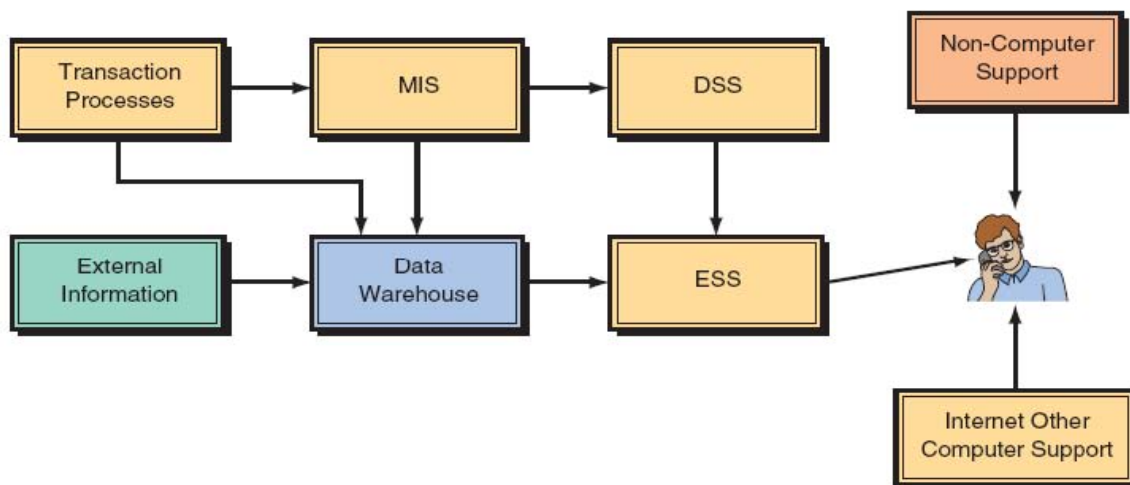 Transaction
Processes
MIS
DSS
Non-Computer
Support
External
Information
Data
Warehouse
ESS
Internet Other
Computer Support